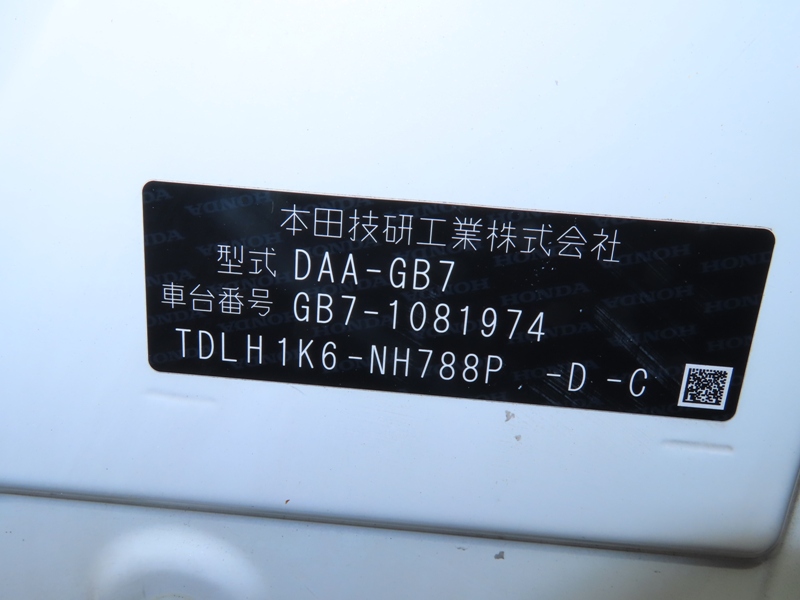 本田技研工業株式会社
型式 DAA-GB7
車台番号 GB7-1081974
TDLH1K6-NH788P -D -C